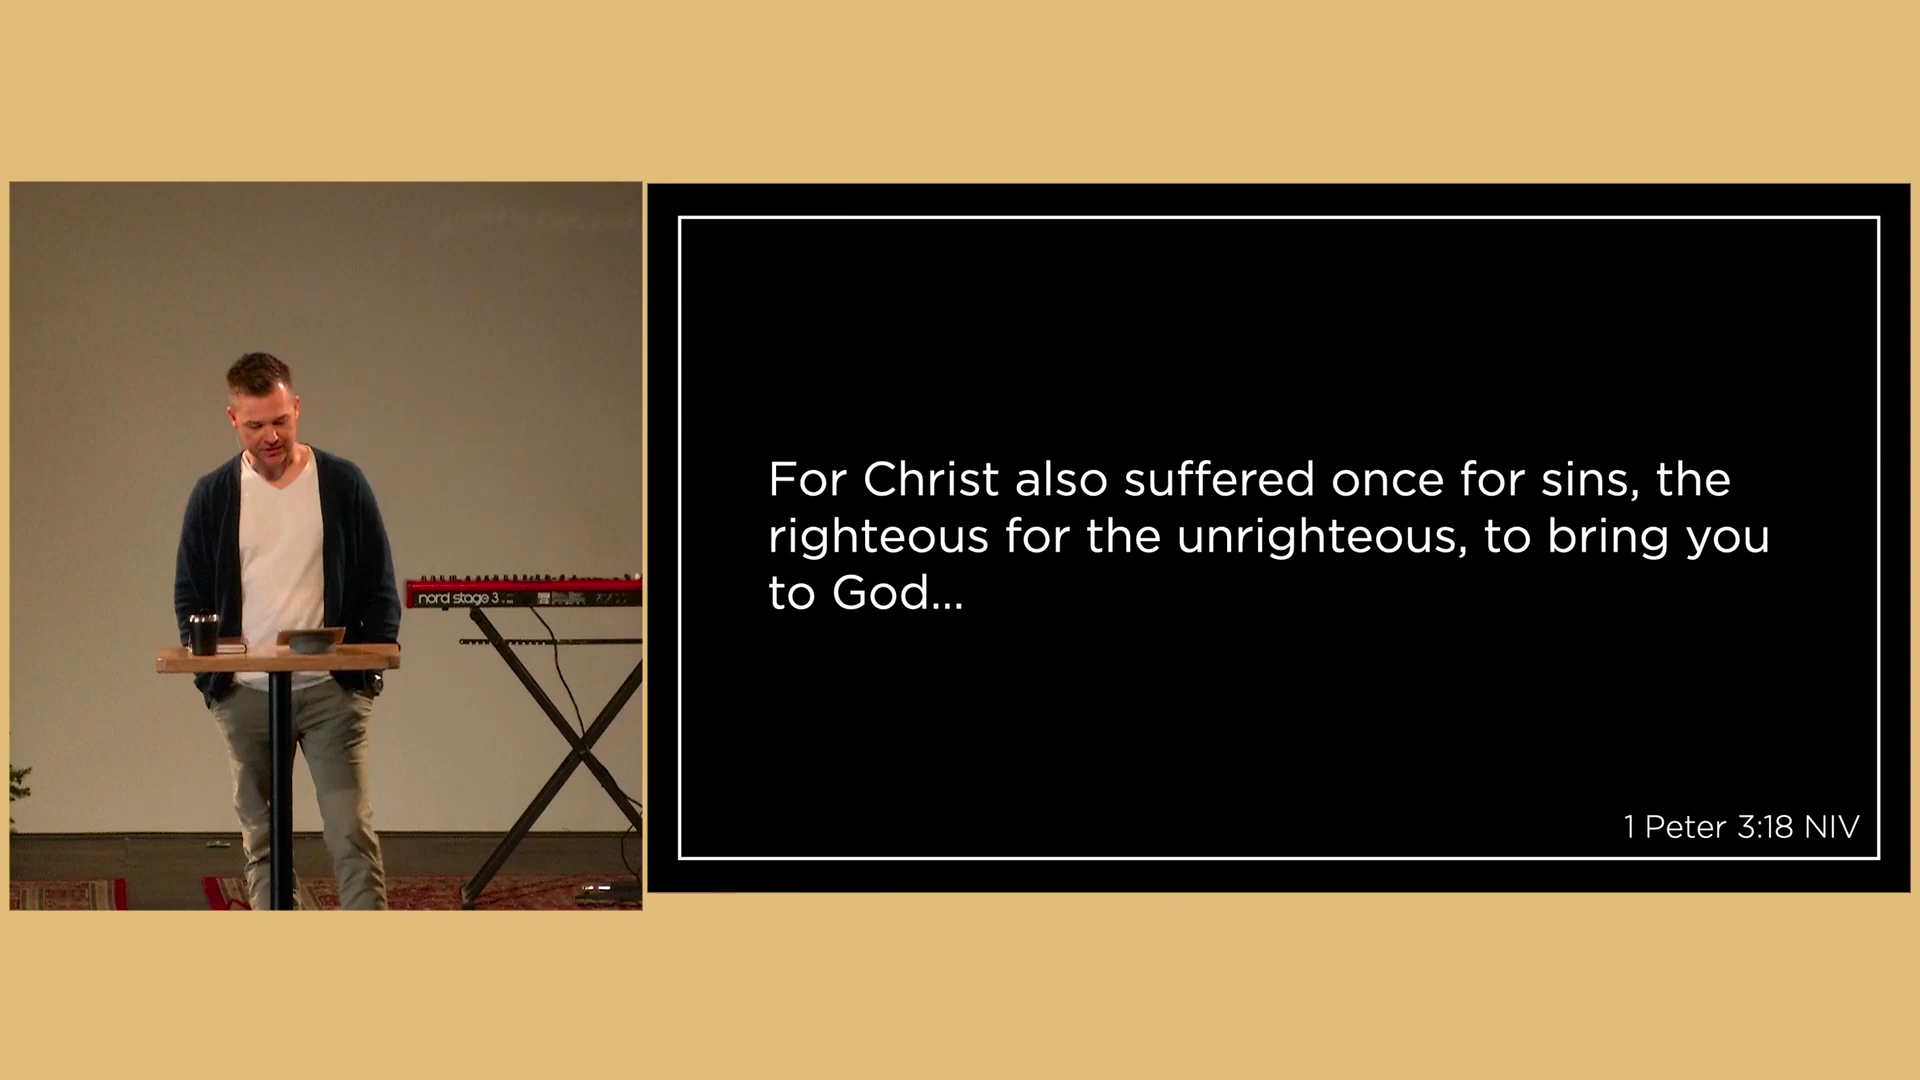 nord stage 3
For Christ also suffered once for sins, the
righteous for the unrighteous, to bring you
to God...
1 Peter 3:18 NIV